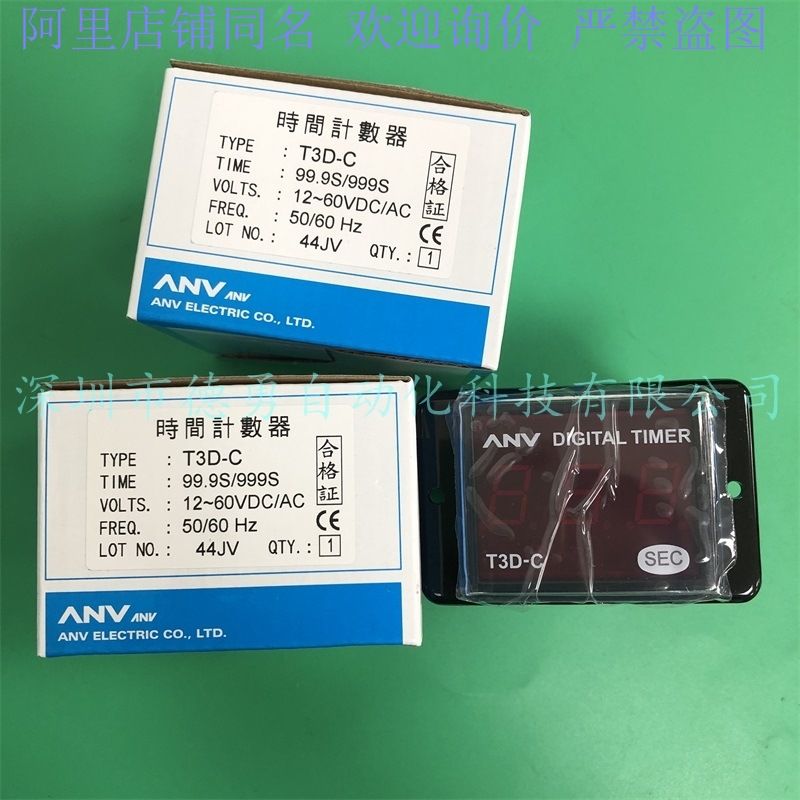 阿里店铺同名 欢迎询价 严禁盗图
時間計數器
TYPE : T3D-C
TIME : 99.9S/999S
VOLTS. : 12~60VDC/AC
FREQ. : 50/60 Hz
LOT NO. : 44JV QTY. : 1
合格証
CE
ANV ANV
ANV ELECTRIC CO., LTD.
深圳市德勇自动化科技有限公司
時間計數器
TYPE : T3D-C
TIME : 99.9S/999S
VOLTS. : 12~60VDC/AC
FREQ. : 50/60 Hz
LOT NO. : 44JV QTY. : 1
合格証
CE
ANV ANV
ANV ELECTRIC CO., LTD.
ANV DIGITAL TIMER
T3D-C SEC